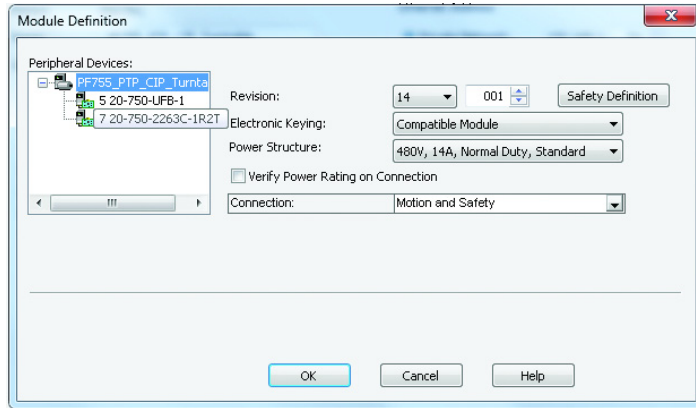 Module Definition
x
Peripheral Devices:
PF755_PTP_CIP_Turnta
5 20-750-UFB-1
7 20-750-2263C-1R2T
Revision:
14
001
Safety Definition
Electronic Keying:
Compatible Module
Power Structure:
480V, 14A, Normal Duty, Standard
Verify Power Rating on Connection
Connection:
Motion and Safety
OK
Cancel
Help